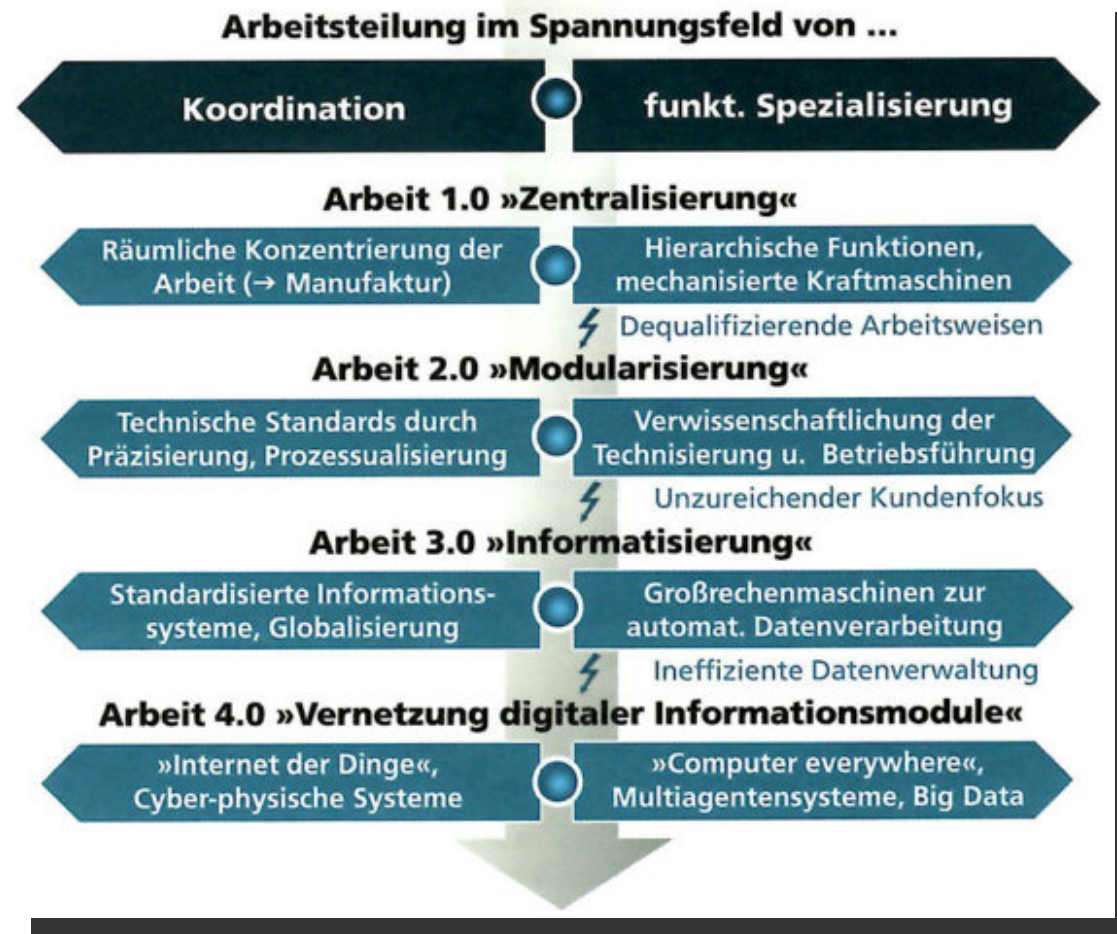 Arbeitsteilung im Spannungsfeld von ...
Koordination
funkt. Spezialisierung
Arbeit 1.0 »Zentralisierung«
Räumliche Konzentrierung der
Arbeit (→ Manufaktur)
Hierarchische Funktionen,
mechanisierte Kraftmaschinen
Dequalifizierende Arbeitsweisen
Arbeit 2.0 »Modularisierung«
Technische Standards durch
Präzisierung, Prozessualisierung
Verwissenschaftlichung der
Technisierung u. Betriebsführung
Unzureichender Kundenfokus
Arbeit 3.0 »Informatisierung«
Standardisierte Informations-
systeme, Globalisierung
Großrechenmaschinen zur
automat. Datenverarbeitung
Ineffiziente Datenverwaltung
Arbeit 4.0 »Vernetzung digitaler Informationsmodule«
»Internet der Dinge«,
Cyber-physische Systeme
»Computer everywhere«,
Multiagentensysteme, Big Data